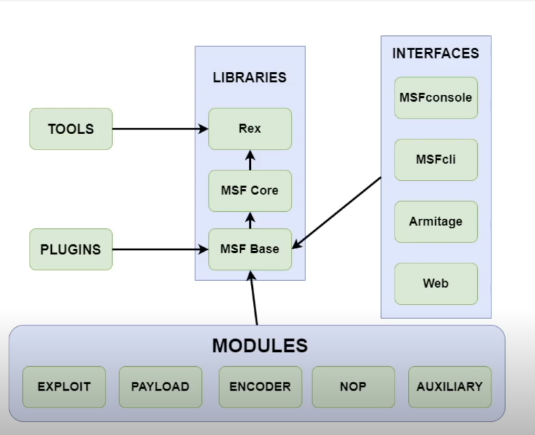 LIBRARIES
Rex
MSF Core
MSF Base
TOOLS
PLUGINS
INTERFACES
MSFconsole
MSFcli
Armitage
Web
MODULES
EXPLOIT
PAYLOAD
ENCODER
NOP
AUXILIARY